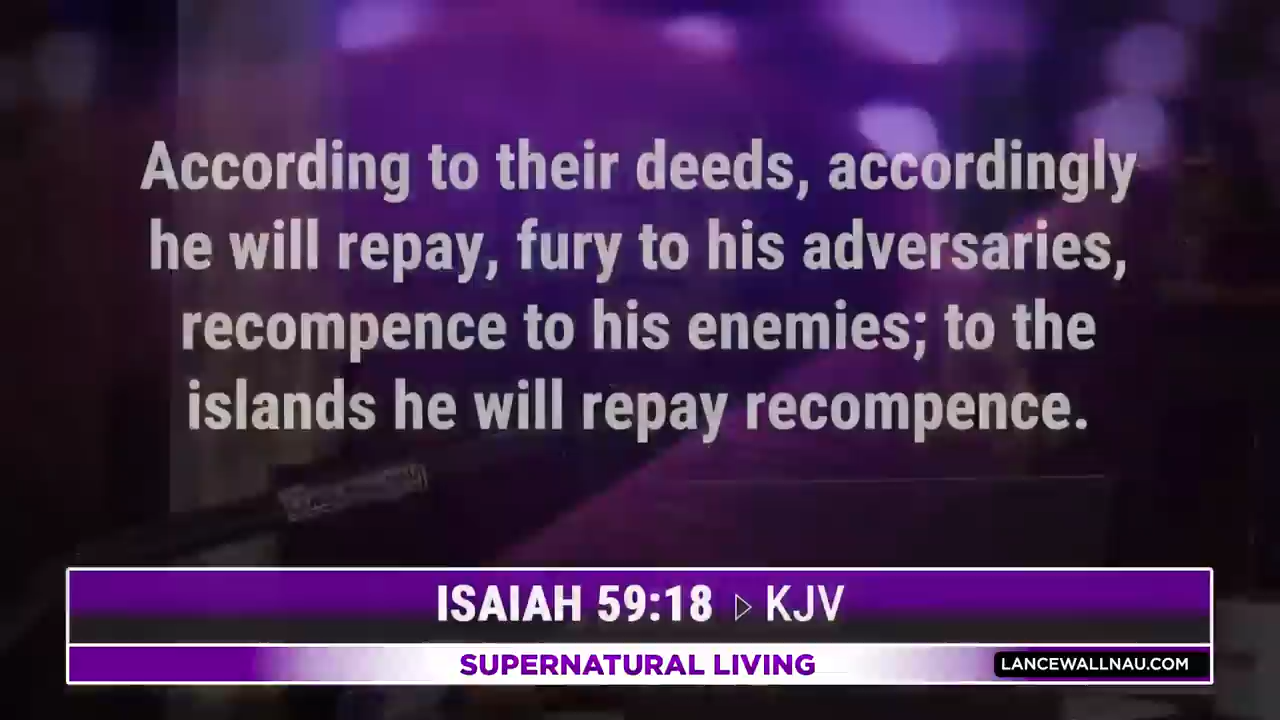 According to their deeds, accordingly
he will repay, fury to his adversaries,
recompence to his enemies; to the
islands he will repay recompence.
ISAIAH 59:18 ▷ KJV
SUPERNATURAL LIVING
LANCEWALLNAU.COM